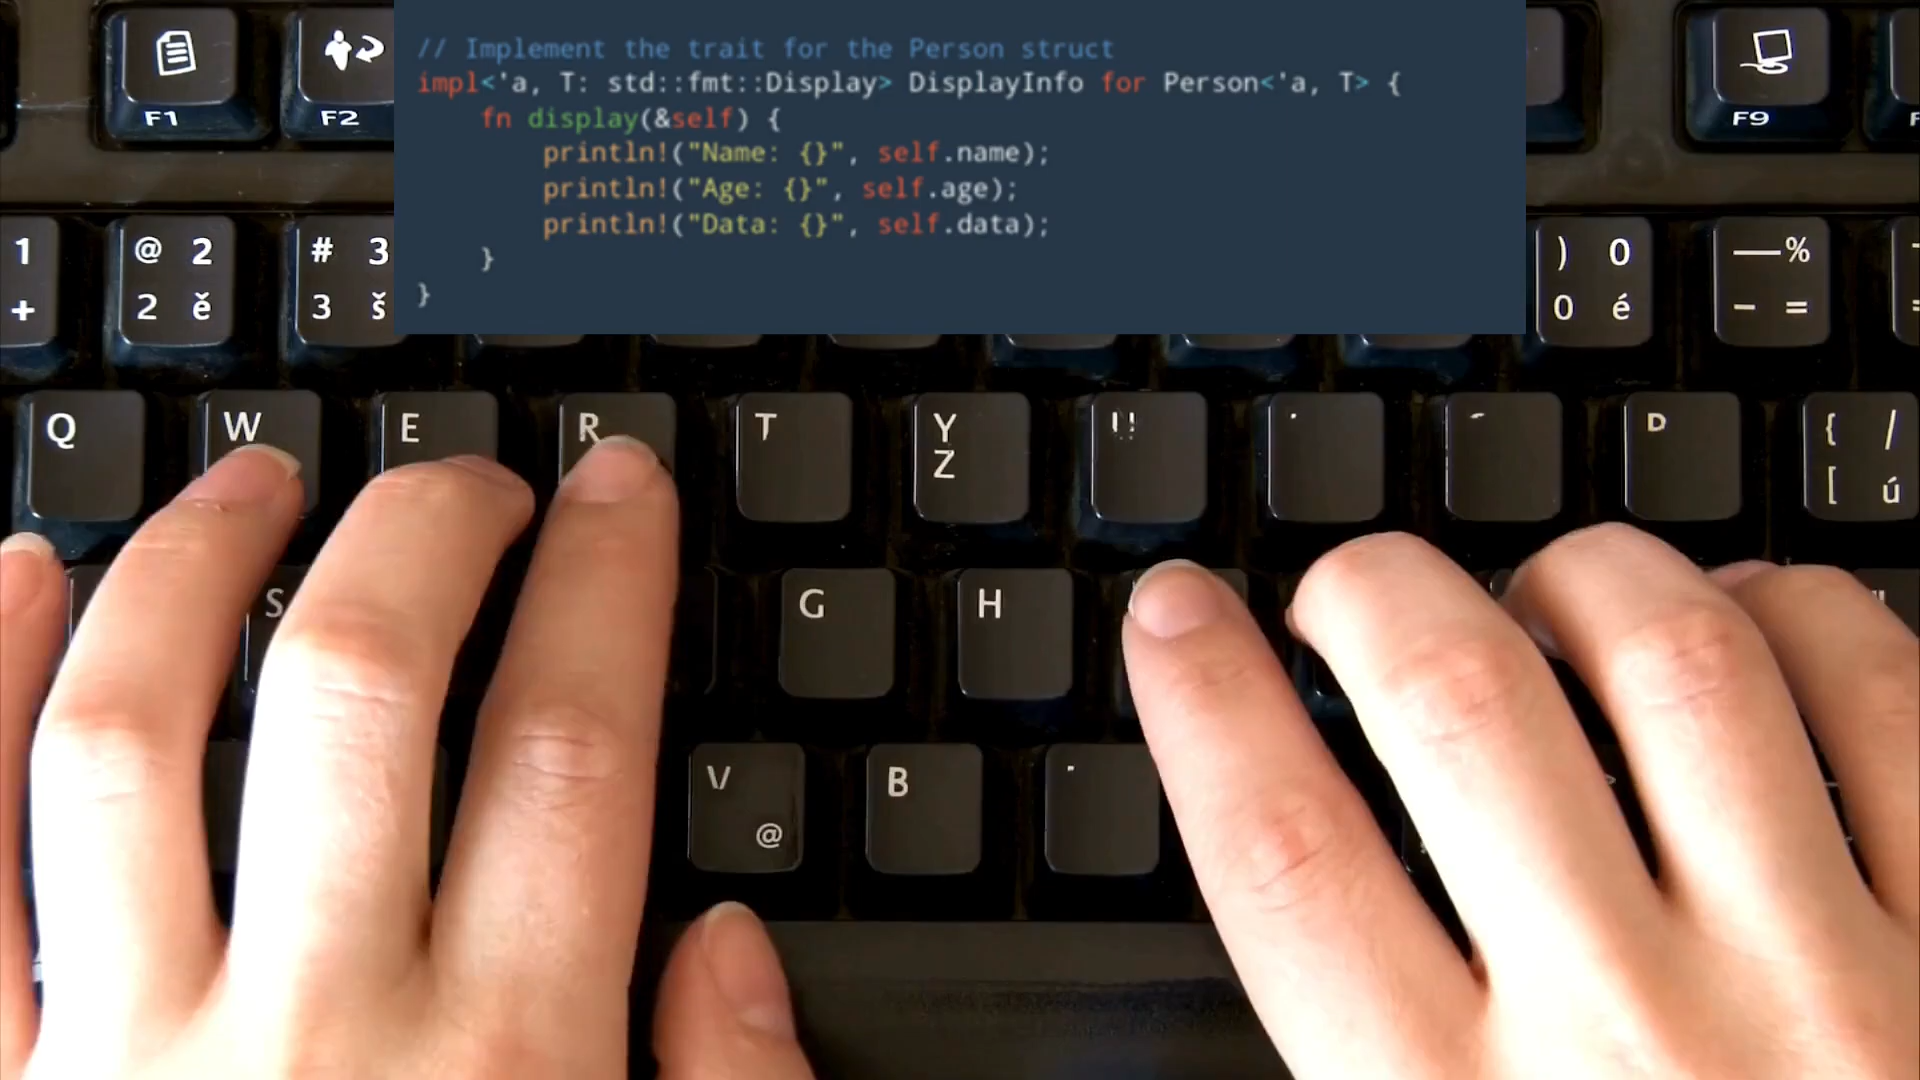 // Implement the trait for the Person struct
impl<'a, T: std::fmt::Display> DisplayInfo for Person<'a, T> {
    fn display(&self) {
        println!("Name: {}", self.name);
        println!("Age: {}", self.age);
        println!("Data: {}", self.data);
    }
}
F1 F2 F9
1 @ 2 # 3 ) 0 — %
+ 2 ě 3 š 0 é - =
Q W E R T Y D { /
Z [ ú
S G H
V B
@